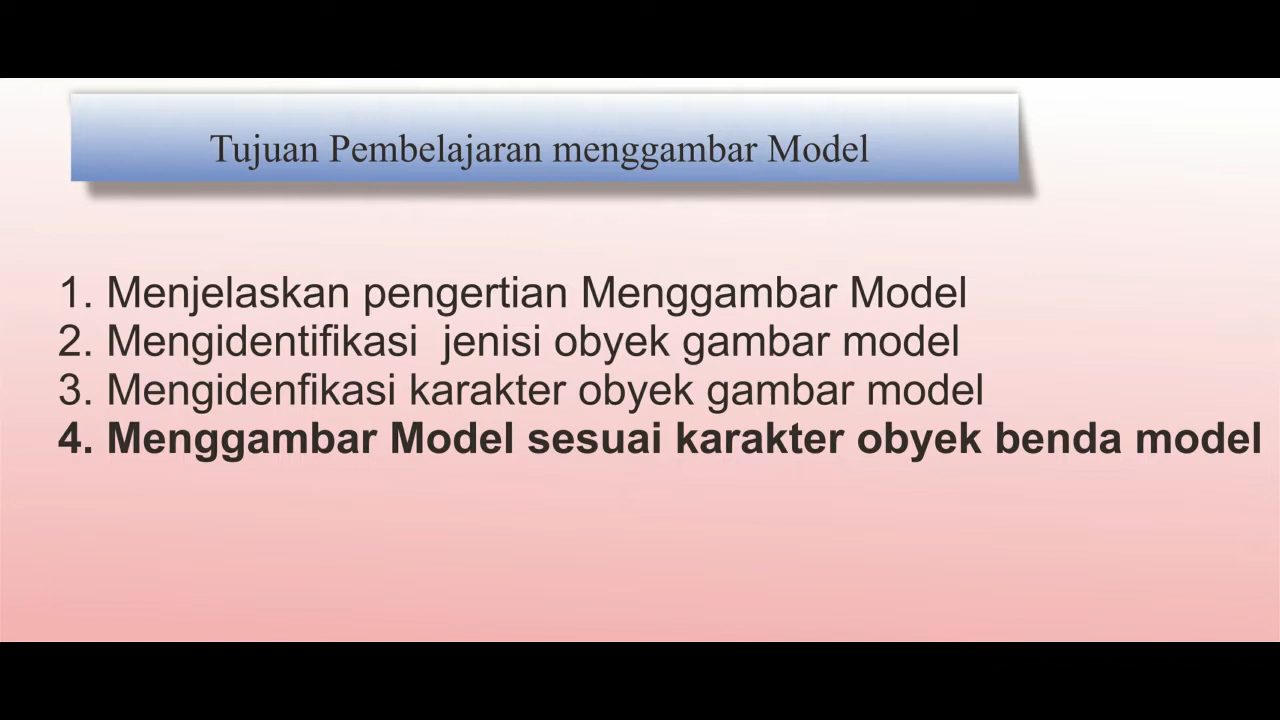 Tujuan Pembelajaran menggambar Model
1. Menjelaskan pengertian Menggambar Model
2. Mengidentifikasi jenisi obyek gambar model
3. Mengidenfikasi karakter obyek gambar model
4. Menggambar Model sesuai karakter obyek benda model